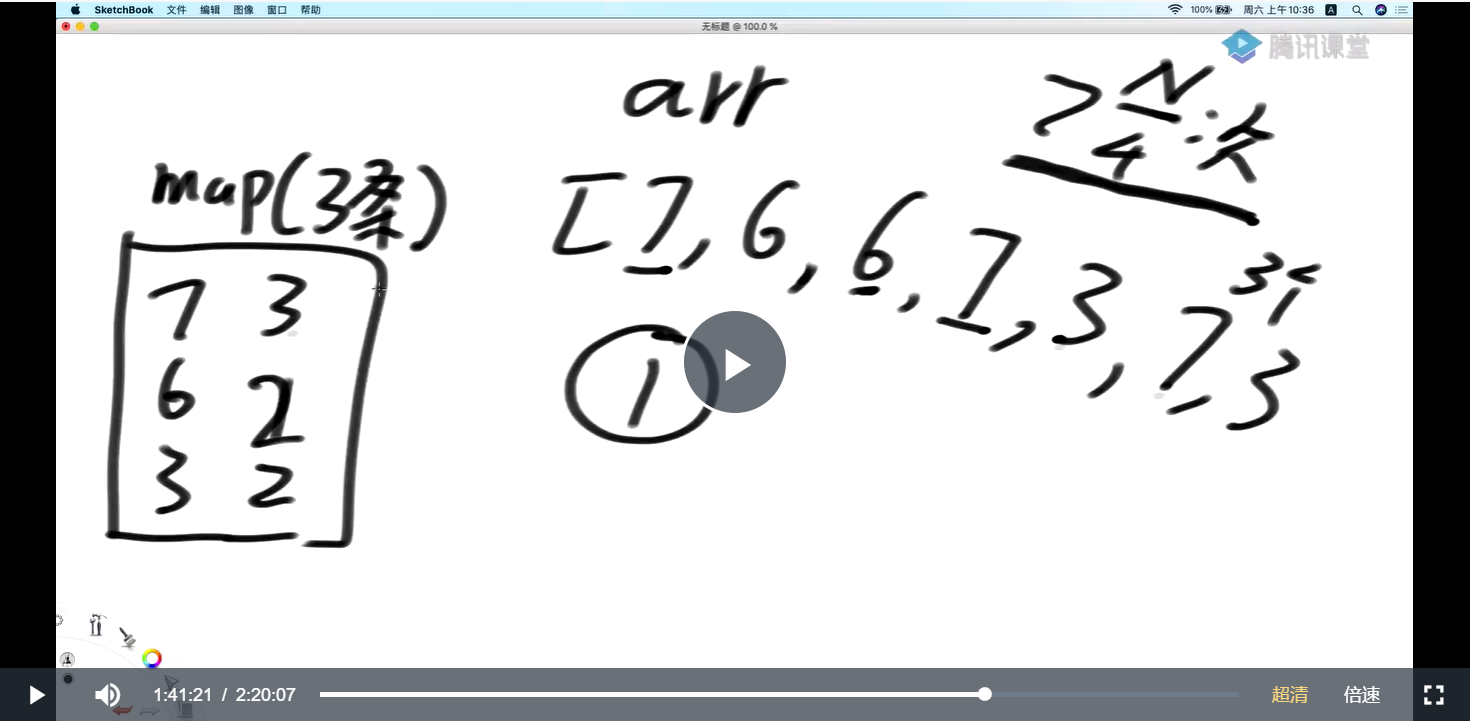 SketchBook 文件 编辑 图像 窗口 帮助 100% 周六 上午10:36 A
无标题 @ 100.0 %
腾讯课堂
arr
>N/4次
map(3条)
[7, 6, 6, 7, 3, 7, 3
3个
7 3
6 2
3 2
1
1:41:21 / 2:20:07 超清 倍速